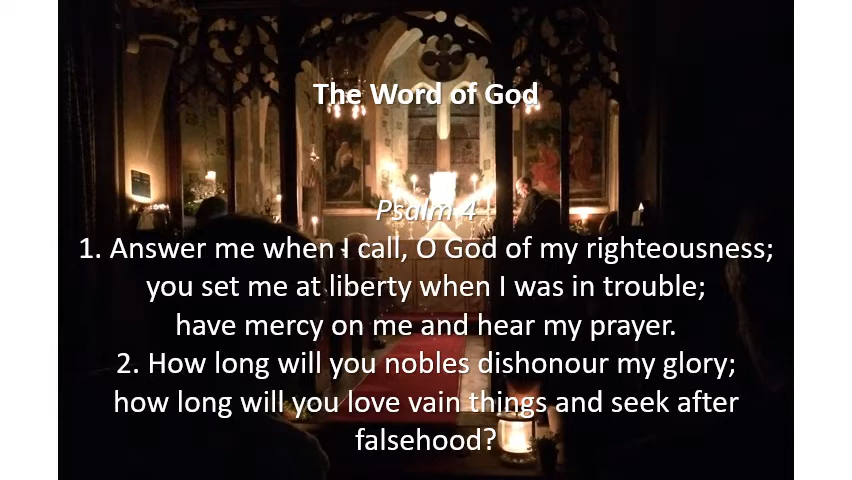 The Word of God
Psalm 4
1. Answer me when I call, O God of my righteousness;
you set me at liberty when I was in trouble;
have mercy on me and hear my prayer.
2. How long will you nobles dishonour my glory;
how long will you love vain things and seek after
falsehood?